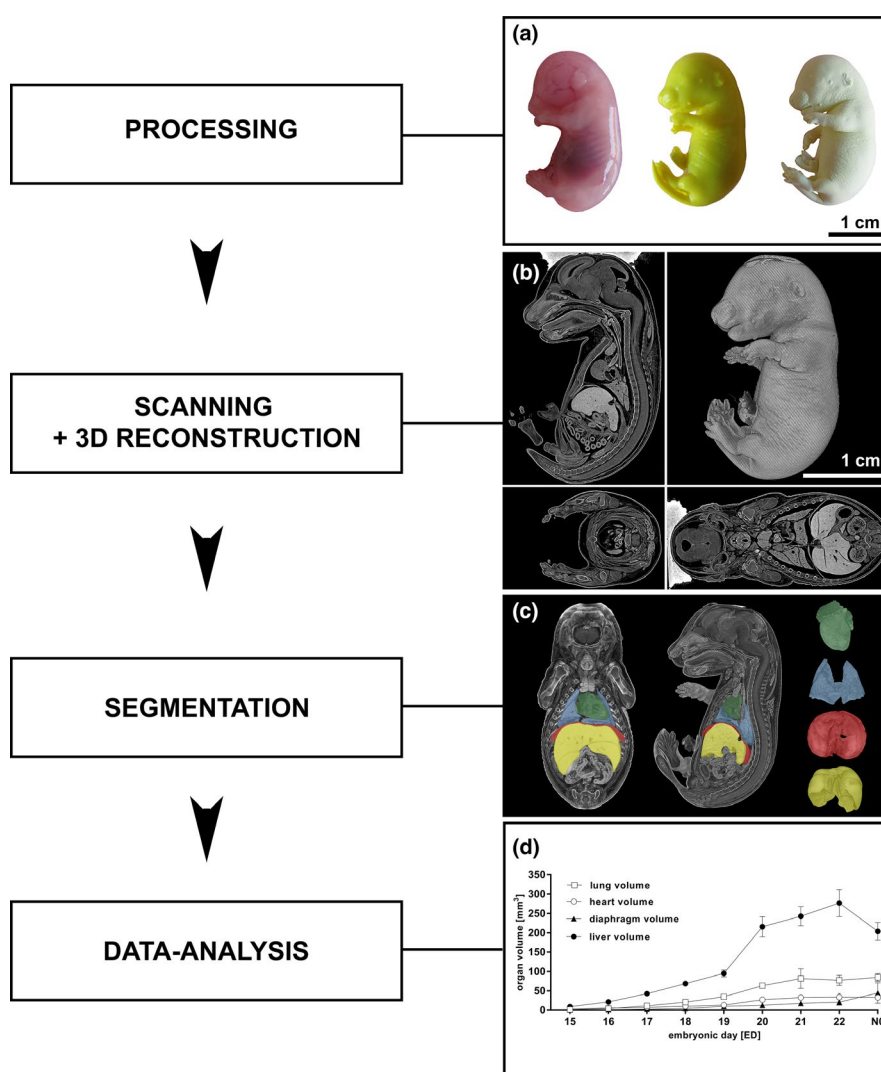 PROCESSING
(a)
1 cm
SCANNING
+ 3D RECONSTRUCTION
(b)
1 cm
SEGMENTATION
(c)
DATA-ANALYSIS
(d)
organ volume [mm³]
350
300
250
200
150
100
50
0
lung volume
heart volume
diaphragm volume
liver volume
15 16 17 18 19 20 21 22
embryonic day [ED]